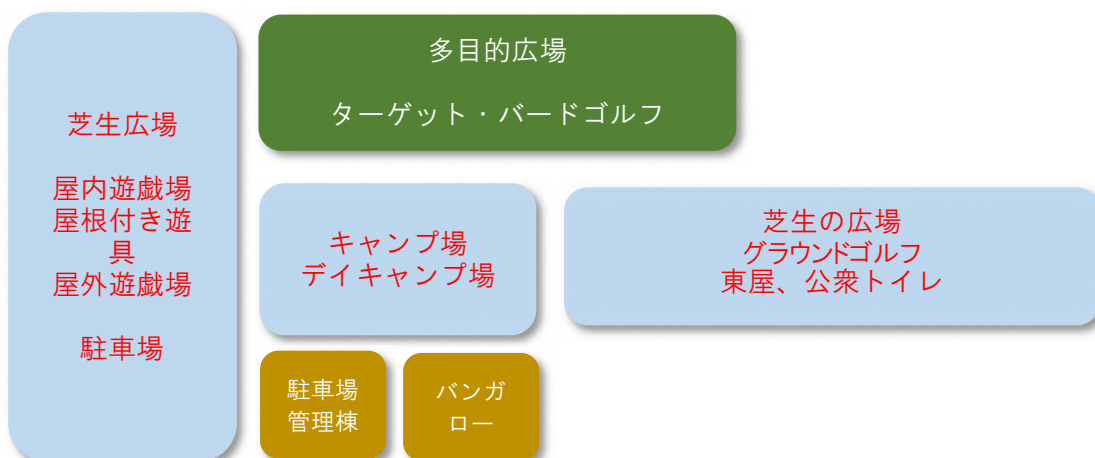 芝生広場
屋内遊戯場
屋根付き遊
具
屋外遊戯場
駐車場
多目的広場
ターゲット・バードゴルフ
キャンプ場
デイキャンプ場
芝生の広場
グラウンドゴルフ
東屋、公衆トイレ
駐車場
管理棟
バンガ
ロー